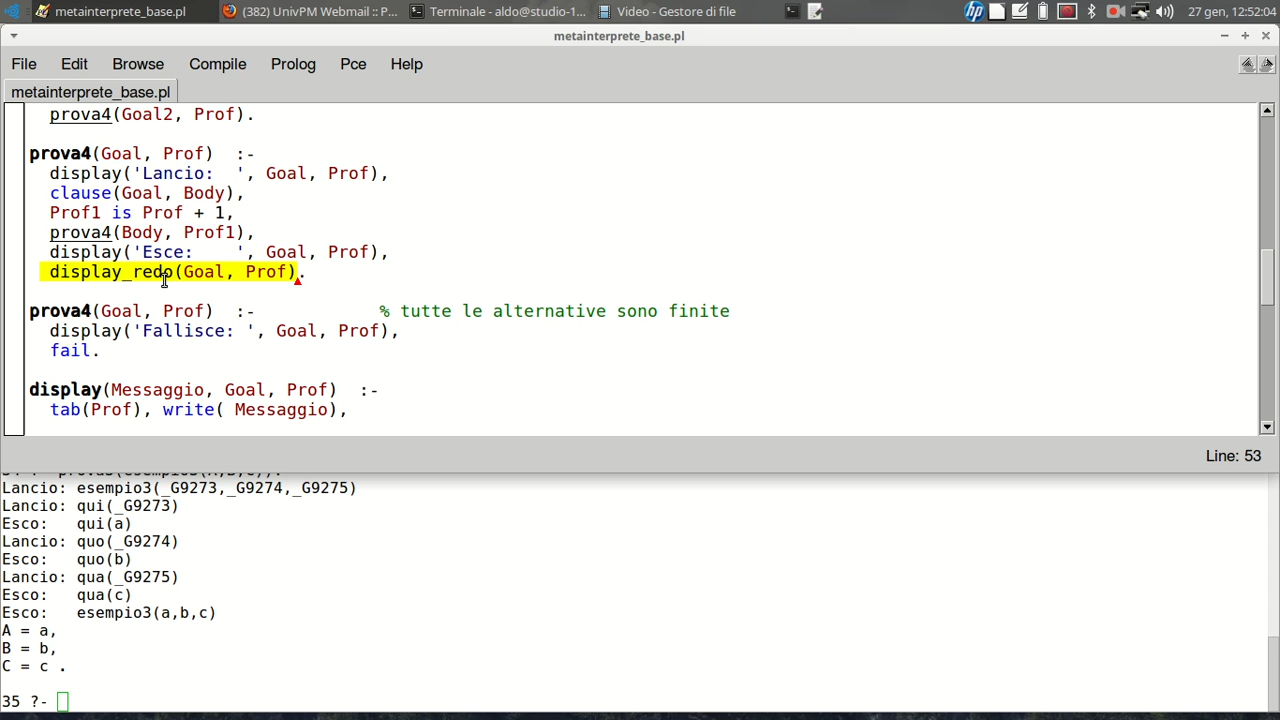 metainterprete_base.pl
(382) UnivPM Webmail :: P...
Terminale - aldo@studio-1...
Video - Gestore di file
27 gen, 12:52:04
metainterprete_base.pl
File Edit Browse Compile Prolog Pce Help
metainterprete_base.pl
prova4(Goal2, Prof).
prova4(Goal, Prof)  :-
display('Lancio:  ', Goal, Prof),
clause(Goal, Body),
Prof1 is Prof + 1,
prova4(Body, Prof1),
display('Esce:    ', Goal, Prof),
display_redo(Goal, Prof).
prova4(Goal, Prof)  :-            % tutte le alternative sono finite
display('Fallisce: ', Goal, Prof),
fail.
display(Messaggio, Goal, Prof)  :-
tab(Prof), write( Messaggio),
Line: 53
Lancio: esempio3(_G9273,_G9274,_G9275)
Lancio: qui(_G9273)
Esco:   qui(a)
Lancio: quo(_G9274)
Esco:   quo(b)
Lancio: qua(_G9275)
Esco:   qua(c)
Esco:   esempio3(a,b,c)
A = a,
B = b,
C = c .
35 ?-